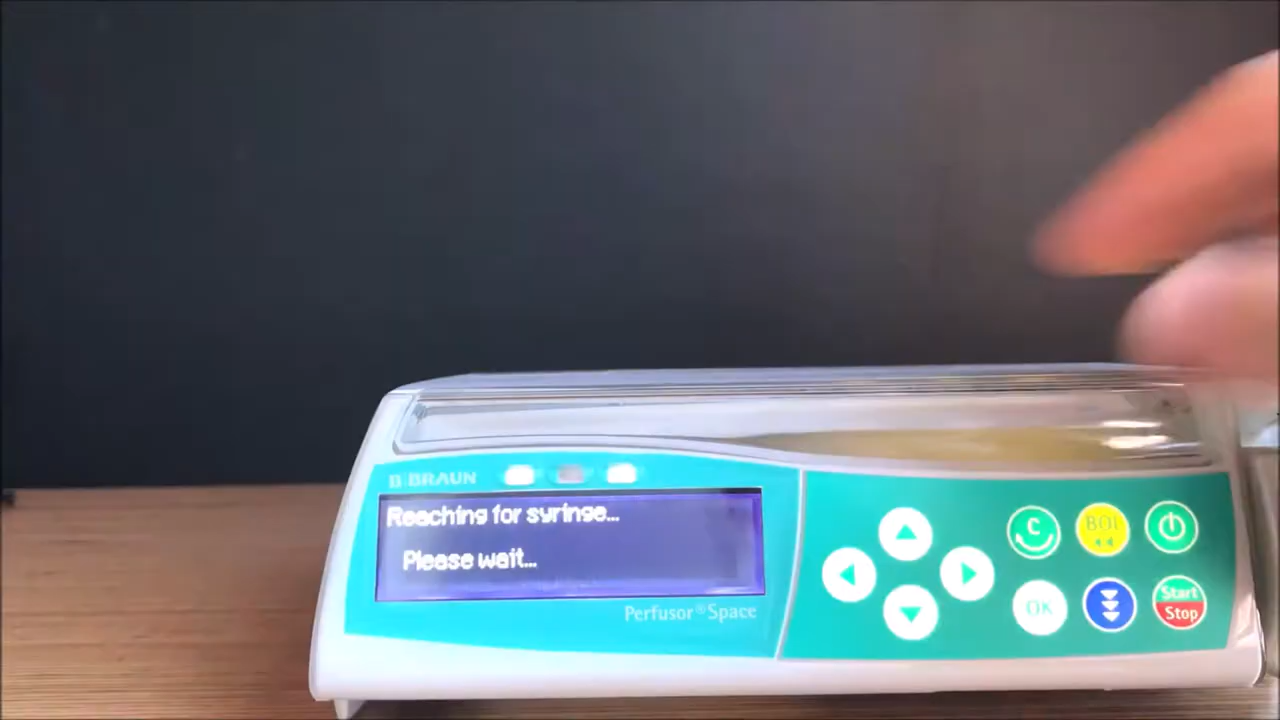 B BRAUN
Reaching for syringe...
Please wait...
Perfusor® Space
C
BOL
OK
Start
Stop